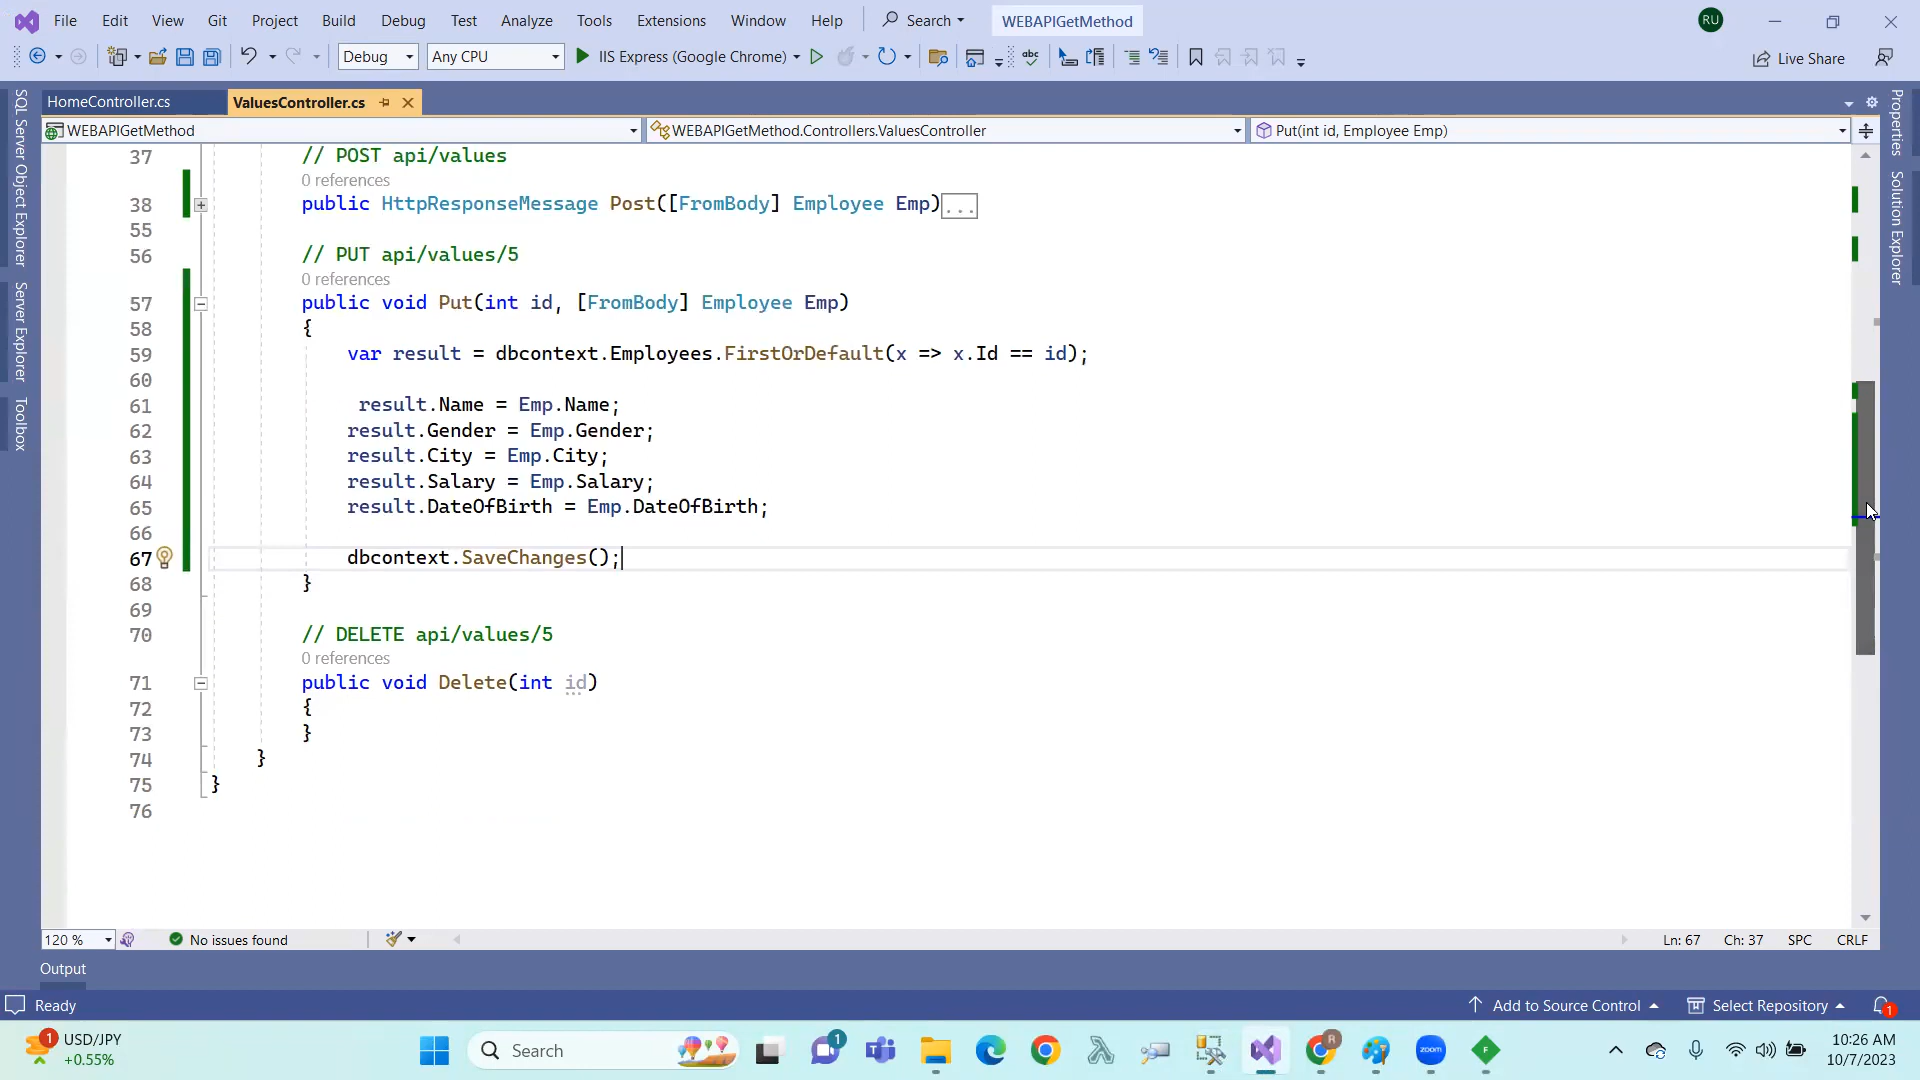 File Edit View Git Project Build Debug Test Analyze Tools Extensions Window Help Search WEBAPIGetMethod RU
Debug Any CPU IIS Express (Google Chrome) abc Live Share
HomeController.cs ValuesController.cs
WEBAPIGetMethod WEBAPIGetMethod.Controllers.ValuesController Put(int id, Employee Emp)
SQL Server Object Explorer
Server Explorer
Toolbox
37 // POST api/values
0 references
38 public HttpResponseMessage Post([FromBody] Employee Emp)...
55
56 // PUT api/values/5
0 references
57 public void Put(int id, [FromBody] Employee Emp)
58 {
59 var result = dbcontext.Employees.FirstOrDefault(x => x.Id == id);
60
61 result.Name = Emp.Name;
62 result.Gender = Emp.Gender;
63 result.City = Emp.City;
64 result.Salary = Emp.Salary;
65 result.DateOfBirth = Emp.DateOfBirth;
66
67 dbcontext.SaveChanges();
68 }
69
70 // DELETE api/values/5
0 references
71 public void Delete(int id)
72 {
73 }
74 }
75 }
76
Properties
Solution Explorer
120 % No issues found Ln: 67 Ch: 37 SPC CRLF
Output
Ready Add to Source Control Select Repository 1
1 USD/JPY
+0.55%
Search
1
R
zoom
F
10:26 AM
10/7/2023